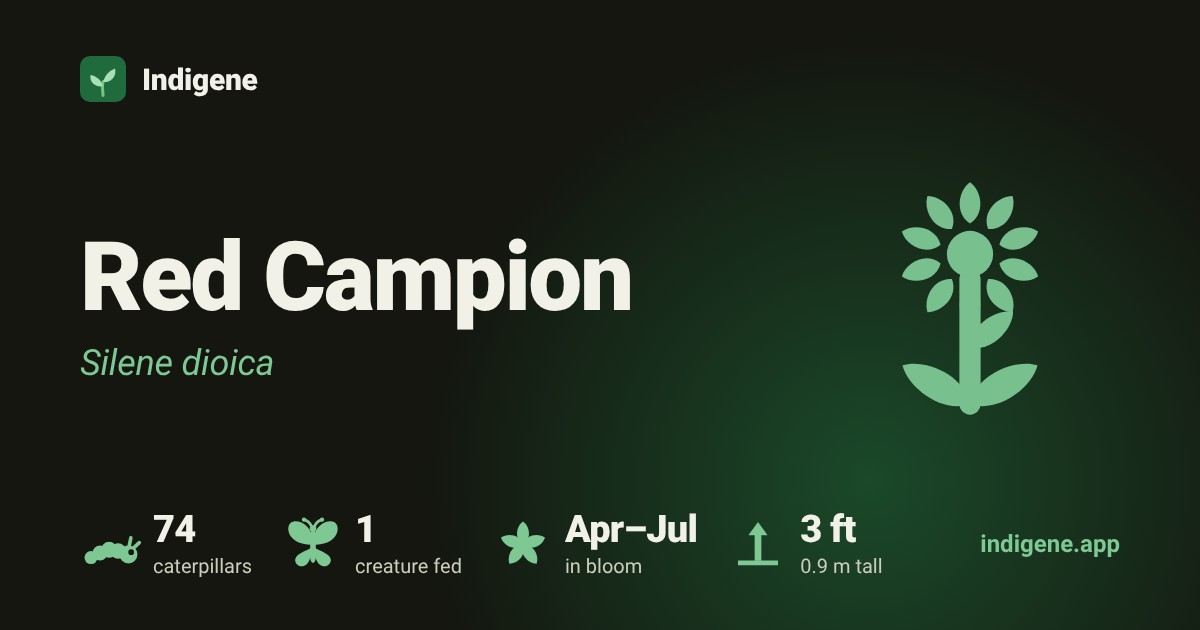 Indigene
Red Campion
Silene dioica
74
caterpillars
1
creature fed
Apr–Jul
in bloom
3 ft
0.9 m tall
indigene.app